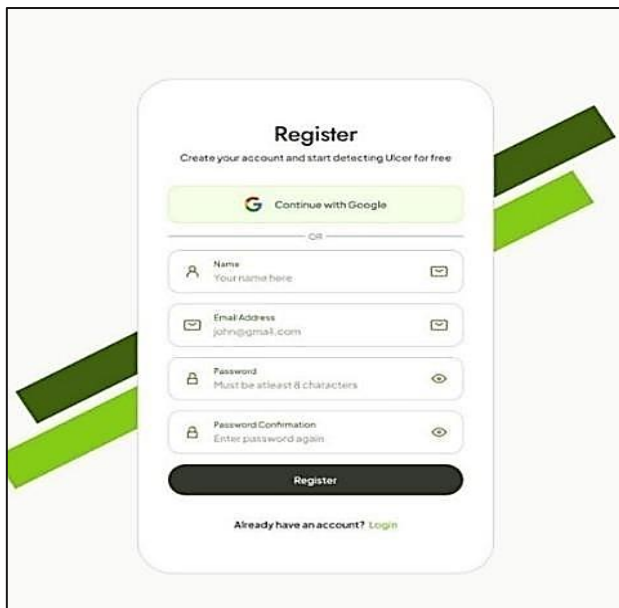 Register
Create your account and start detecting Ulcer for free
Continue with Google
OR
Name
Your name here
Email Address
john@gmail.com
Password
Must be atleast 8 characters
Password Confirmation
Enter password again
Register
Already have an account? Login